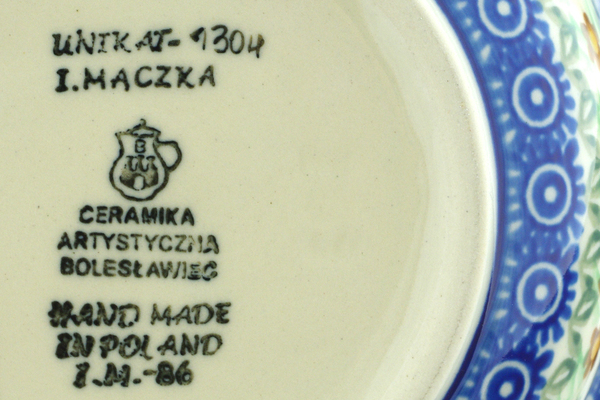 UNIKAT-1304
I.MACZKA
B
W
CERAMIKA
ARTYSTYCZNA
BOLESŁAWIEC
HAND MADE
IN POLAND
I.M.-86